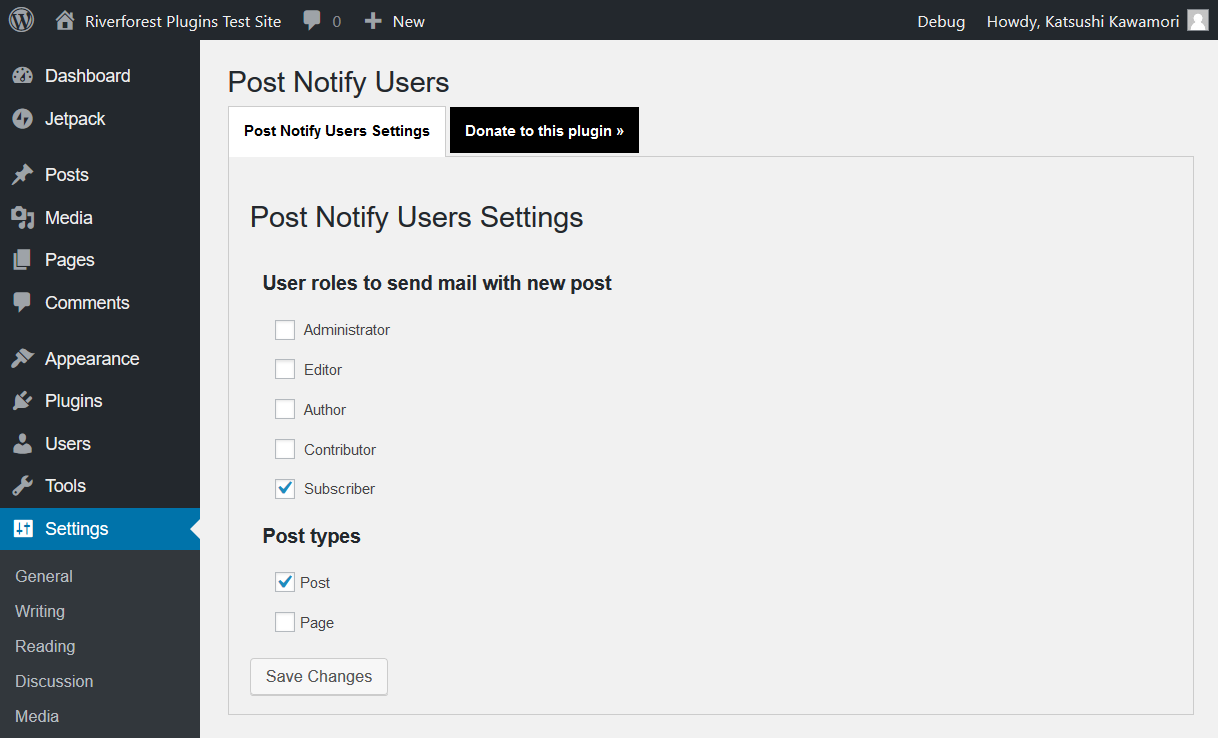 Riverforest Plugins Test Site 0 New Debug Howdy, Katsushi Kawamori
Dashboard
Jetpack
Posts
Media
Pages
Comments
Appearance
Plugins
Users
Tools
Settings
General
Writing
Reading
Discussion
Media
Post Notify Users
Post Notify Users Settings Donate to this plugin »
Post Notify Users Settings
User roles to send mail with new post
Administrator
Editor
Author
Contributor
Subscriber
Post types
Post
Page
Save Changes